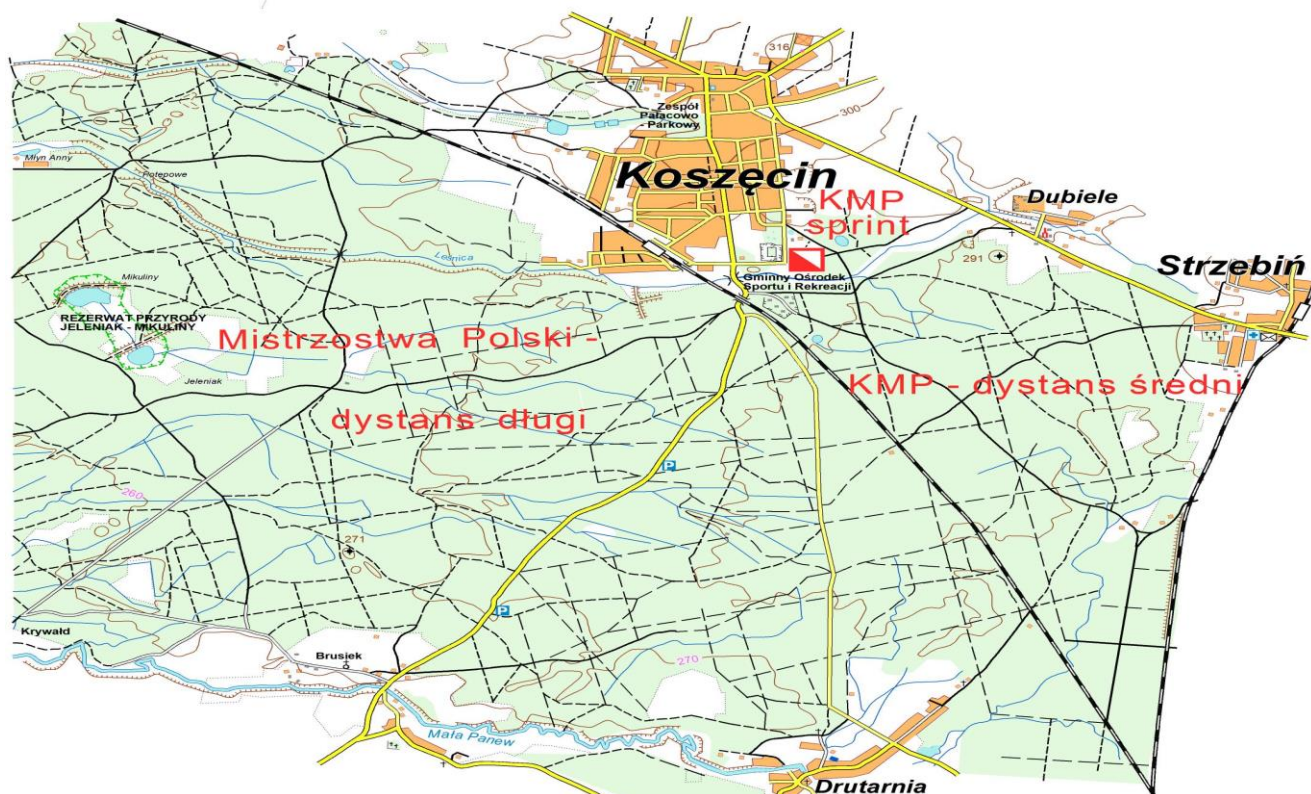 316
300
Zespół
Pałacowo
- Parkowy
Młyn Anny
Potępowe
Koszęcin
KMP
sprint
Dubiele
Leśnica
291
Strzebiń
Mikuliny
Gminny Ośrodek
Sportu i Rekreacji
REZERWAT PRZYRODY
JELENIAK - MIKULINY
Mistrzostwa Polski -
Jeleniak
KMP - dystans średni
dystans długi
P
260
271
P
Krywałd
Brusiek
270
Mała Panew
Drutarnia